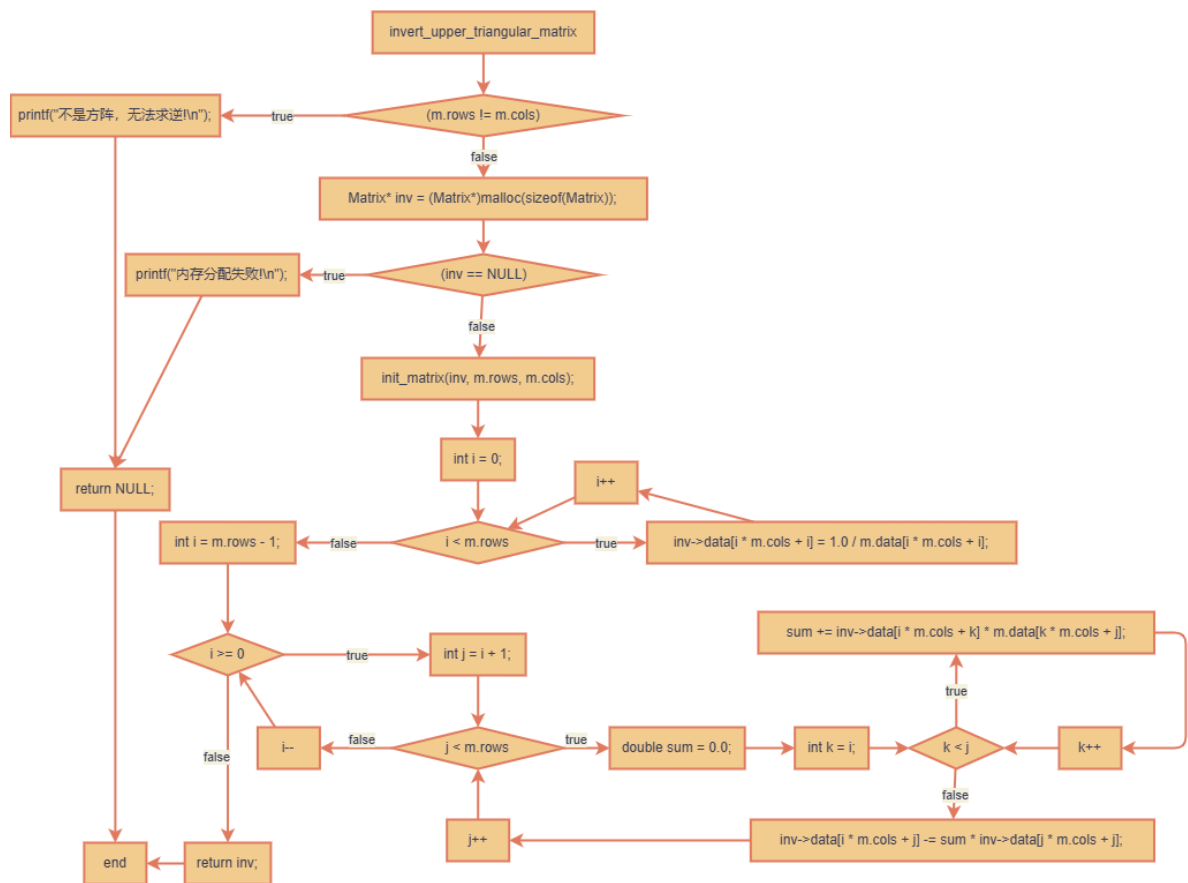 invert_upper_triangular_matrix
(m.rows != m.cols)
true
printf("不是方阵，无法求逆!\n");
false
Matrix* inv = (Matrix*)malloc(sizeof(Matrix));
(inv == NULL)
true
printf("内存分配失败!\n");
false
init_matrix(inv, m.rows, m.cols);
int i = 0;
i++
return NULL;
int i = m.rows - 1;
false
i < m.rows
true
inv->data[i * m.cols + i] = 1.0 / m.data[i * m.cols + i];
sum += inv->data[i * m.cols + k] * m.data[k * m.cols + j];
i >= 0
true
int j = i + 1;
true
i--
false
j < m.rows
true
double sum = 0.0;
int k = i;
k < j
k++
false
false
j++
inv->data[i * m.cols + j] -= sum * inv->data[j * m.cols + j];
end
return inv;